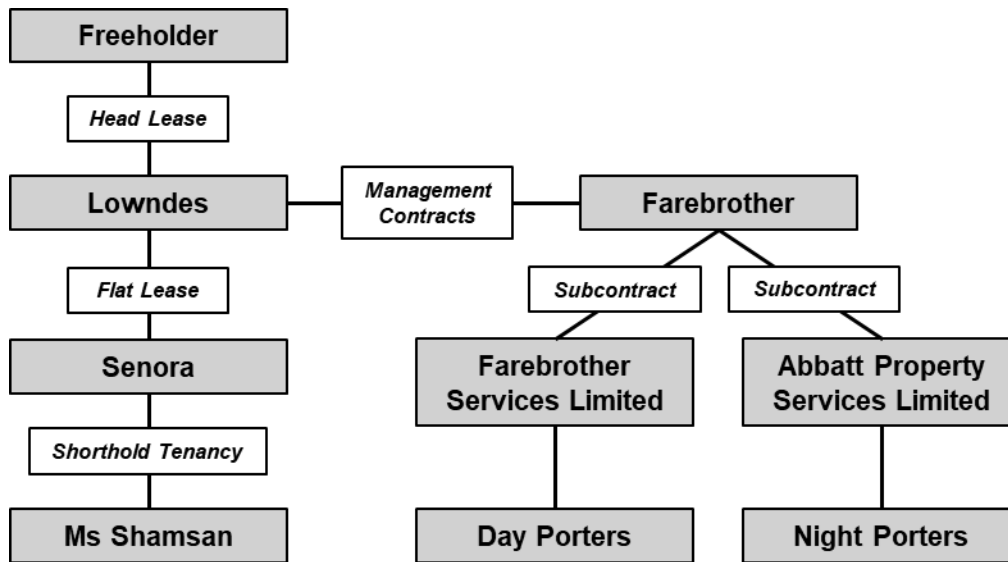 Freeholder
Head Lease
Lowndes
Management
Contracts
Farebrother
Flat Lease
Subcontract
Subcontract
Senora
Farebrother
Services Limited
Abbatt Property
Services Limited
Shorthold Tenancy
Ms Shamsan
Day Porters
Night Porters